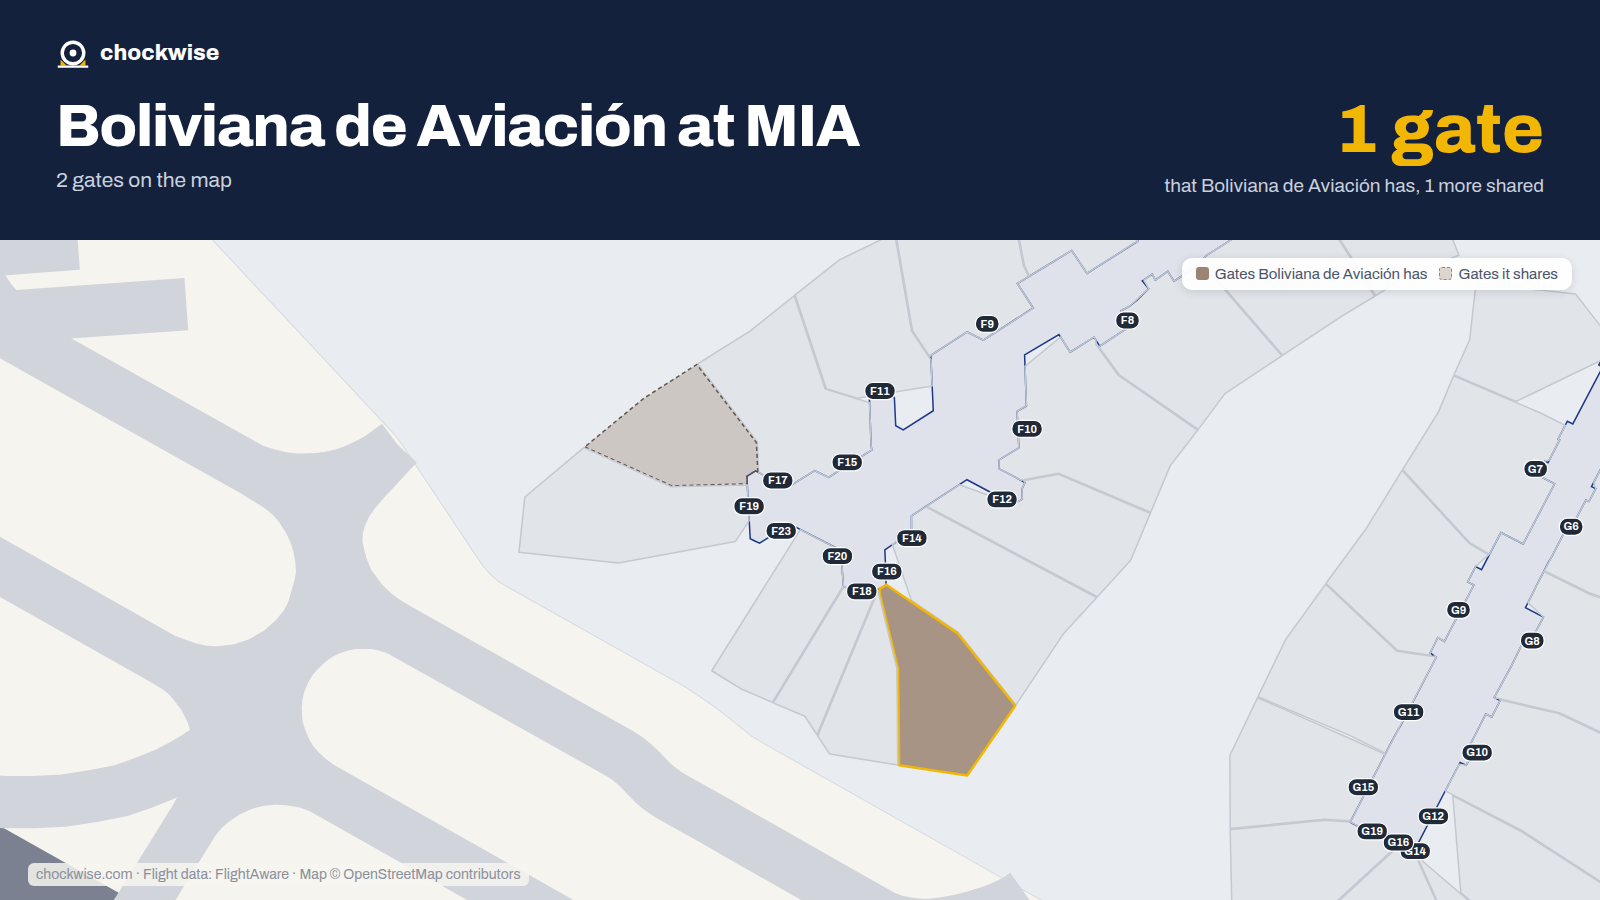 chockwise
Boliviana de Aviación at MIA
2 gates on the map
1 gate
that Boliviana de Aviación has, 1 more shared
Gates Boliviana de Aviación has
Gates it shares
F9
F8
F11
F10
F15
F17
F19
F12
F23
F14
F20
F16
F18
G7
G6
G9
G8
G11
G10
G15
G12
G19
G16
G14
chockwise.com · Flight data: FlightAware · Map © OpenStreetMap contributors